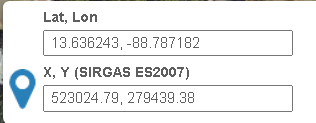 Lat, Lon
13.636243, -88.787182
X, Y (SIRGAS ES2007)
523024.79, 279439.38